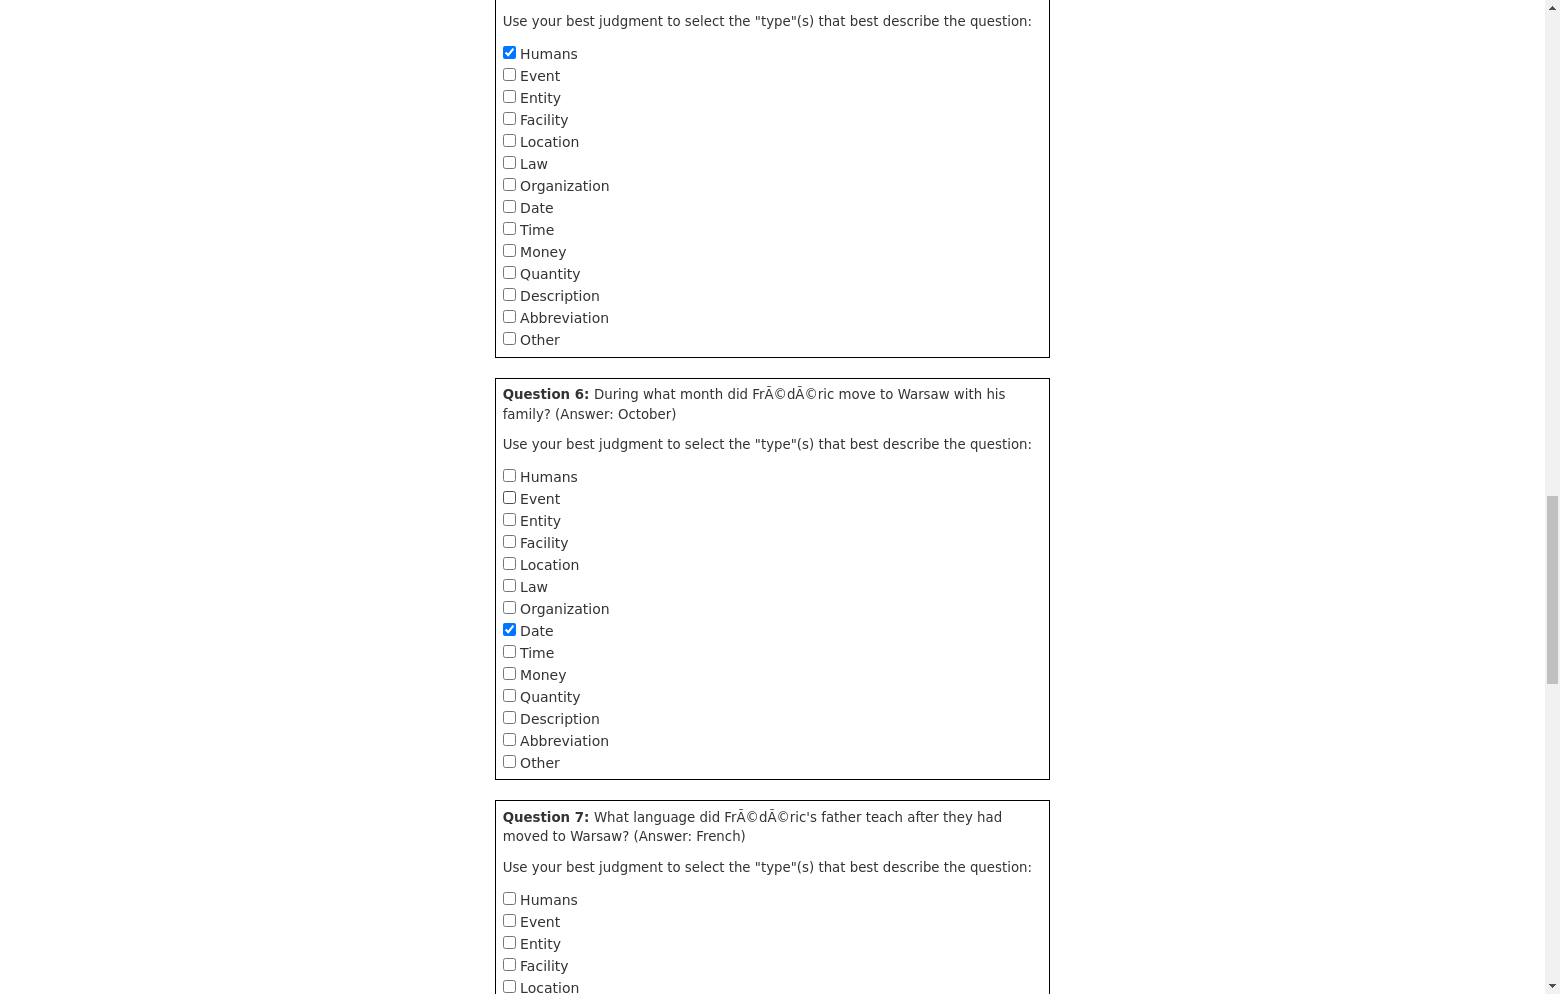 Use your best judgment to select the "type"(s) that best describe the question:
Humans
Event
Entity
Facility
Location
Law
Organization
Date
Time
Money
Quantity
Description
Abbreviation
Other
Question 6: During what month did FrÃ©dÃ©ric move to Warsaw with his
family? (Answer: October)
Use your best judgment to select the "type"(s) that best describe the question:
Humans
Event
Entity
Facility
Location
Law
Organization
Date
Time
Money
Quantity
Description
Abbreviation
Other
Question 7: What language did FrÃ©dÃ©ric's father teach after they had
moved to Warsaw? (Answer: French)
Use your best judgment to select the "type"(s) that best describe the question:
Humans
Event
Entity
Facility
Location